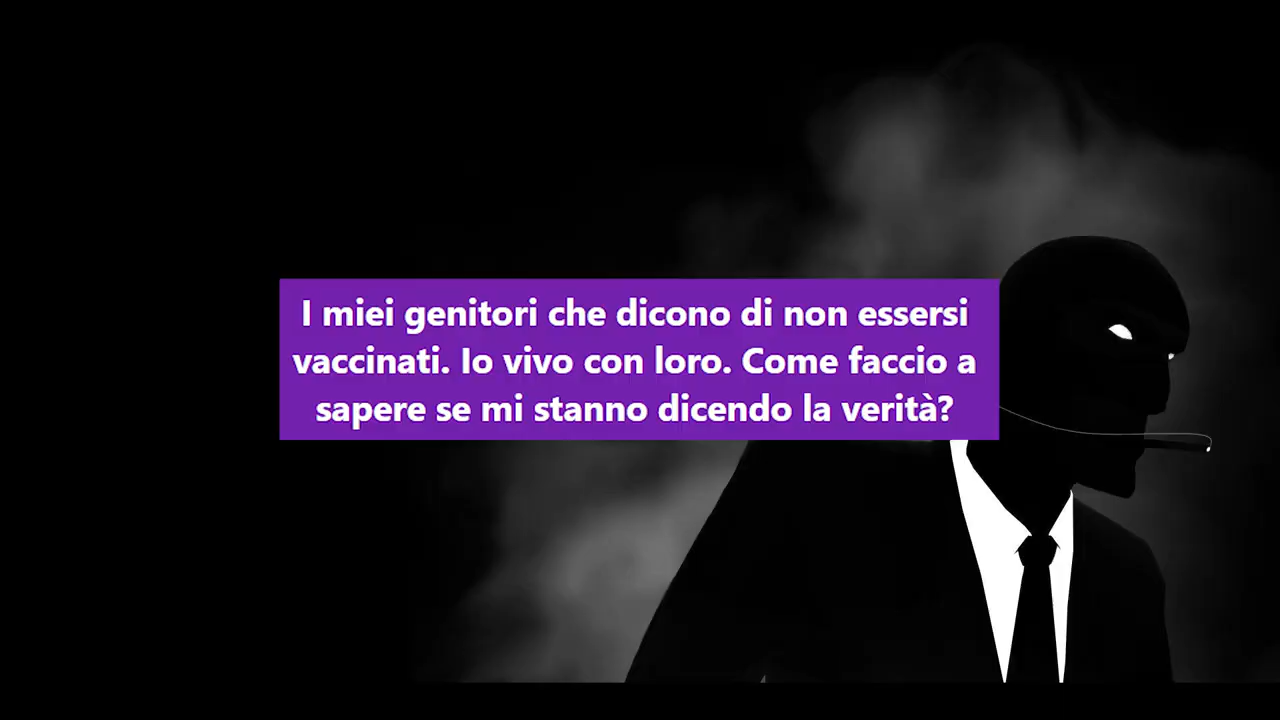 I miei genitori che dicono di non essersi
vaccinati. Io vivo con loro. Come faccio a
sapere se mi stanno dicendo la verità?